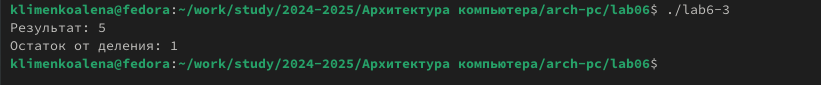 klimenkoalena@fedora:~/work/study/2024-2025/Архитектура компьютера/arch-pc/lab06$ ./lab6-3
Результат: 5
Остаток от деления: 1
klimenkoalena@fedora:~/work/study/2024-2025/Архитектура компьютера/arch-pc/lab06$